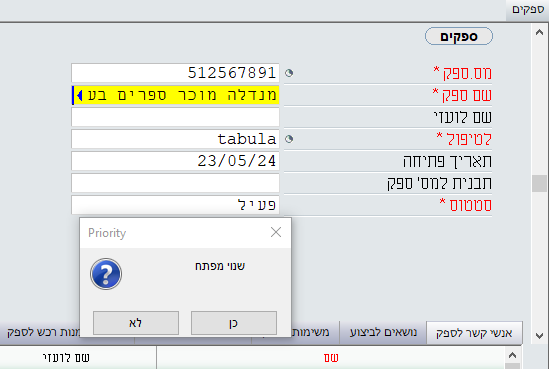 ספקים
ספקים
מס.ספק * 512567891
שם ספק * מנדלה מוכר ספרים בע
שם לועזי
לטיפול * tabula
תאריך פתיחה 23/05/24
תבנית למס' ספק
סטטוס * פעיל
Priority
שנוי מפתח
כן לא
אנשי קשר לספק נושאים לביצוע משימות מנות רכש לספק
שם שם לועזי